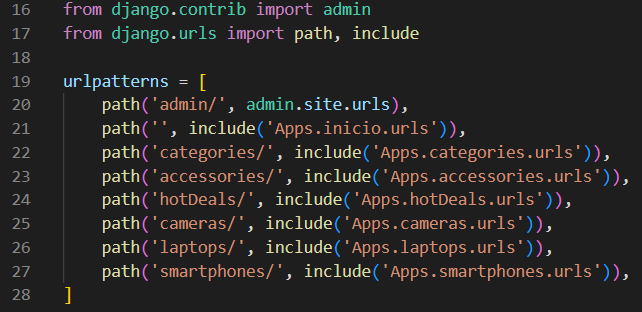 16 from django.contrib import admin
17 from django.urls import path, include
18
19 urlpatterns = [
20     path('admin/', admin.site.urls),
21     path('', include('Apps.inicio.urls')),
22     path('categories/', include('Apps.categories.urls')),
23     path('accessories/', include('Apps.accessories.urls')),
24     path('hotDeals/', include('Apps.hotDeals.urls')),
25     path('cameras/', include('Apps.cameras.urls')),
26     path('laptops/', include('Apps.laptops.urls')),
27     path('smartphones/', include('Apps.smartphones.urls')),
28 ]